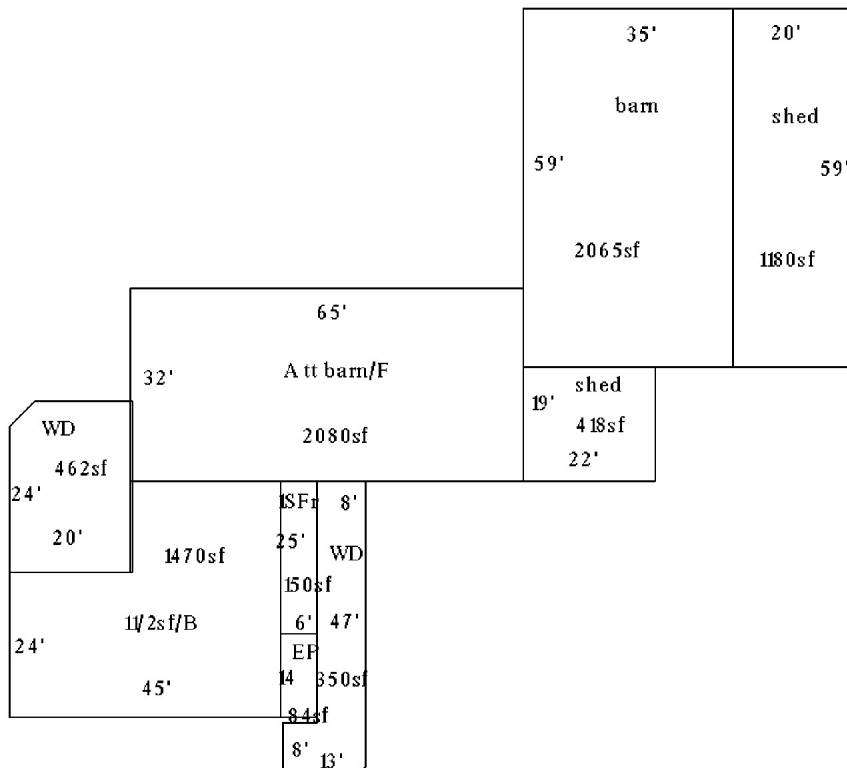 35'
20'
barn
shed
59'
59'
2065sf
1180sf
65'
32'
Att barn/F
2080sf
shed
19'
418sf
22'
WD
462sf
24'
20'
1SFr
8'
25'
WD
1470sf
150sf
11/2sf/B
6'
47'
24'
EP
14
350sf
45'
84sf
8'
13'